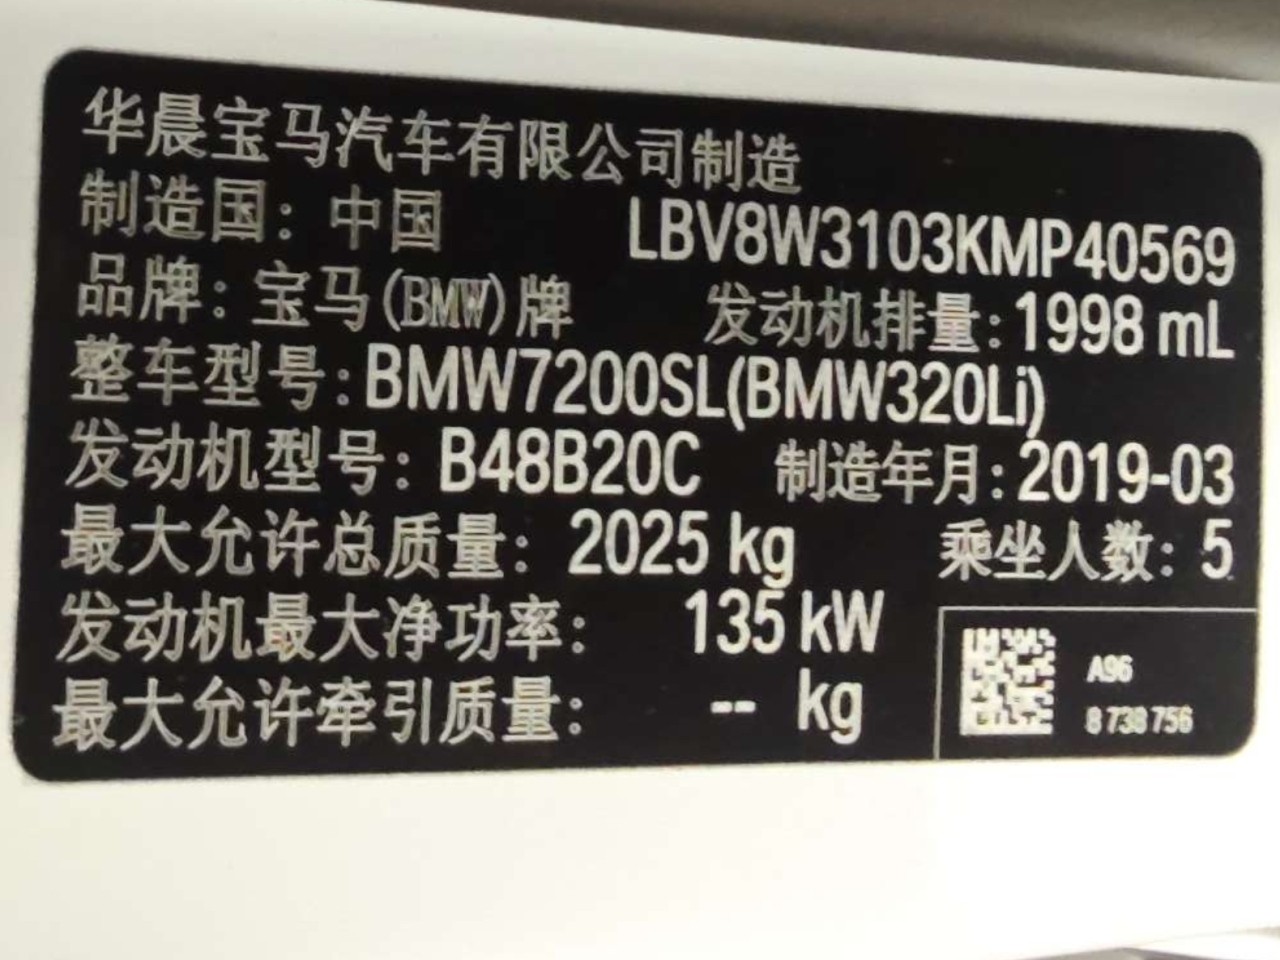 华晨宝马汽车有限公司制造
制造国：中国 LBV8W3103KMP40569
品牌：宝马(BMW)牌 发动机排量：1998 mL
整车型号：BMW7200SL(BMW320Li)
发动机型号：B48B20C 制造年月：2019-03
最大允许总质量：2025 kg 乘坐人数：5
发动机最大净功率：135 kW
最大允许牵引质量：-- kg
A96
8 738 756